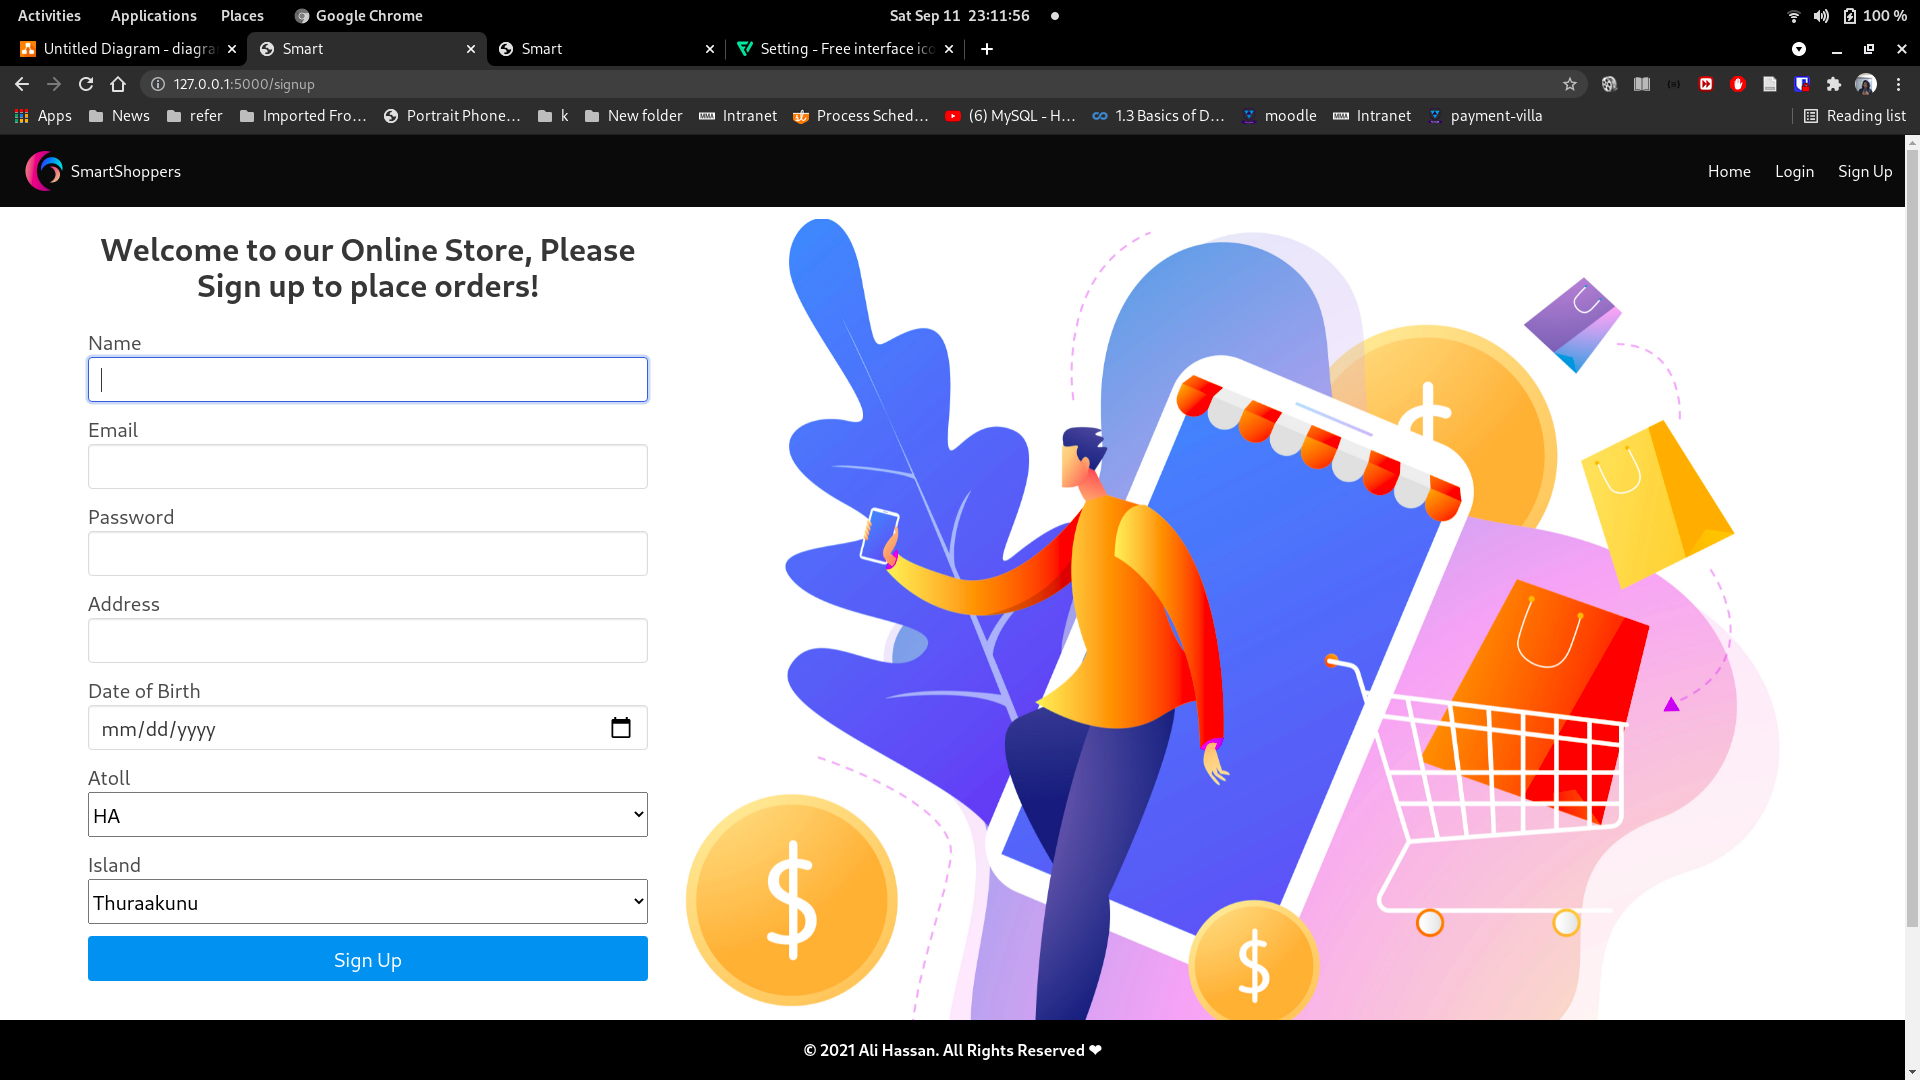 Activities Applications Places Google Chrome Sat Sep 11 23:11:56 100 %
Untitled Diagram - diagra Smart Smart Setting - Free interface ico
127.0.0.1:5000/signup
Apps News refer Imported Fro... Portrait Phone... k New folder Intranet Process Sched... (6) MySQL - H... 1.3 Basics of D... moodle Intranet payment-villa Reading list
SmartShoppers Home Login Sign Up
Welcome to our Online Store, Please
Sign up to place orders!
Name
Email
Password
Address
Date of Birth
mm/dd/yyyy
Atoll
HA
Island
Thuraakunu
Sign Up
$
$
$
© 2021 Ali Hassan. All Rights Reserved ❤